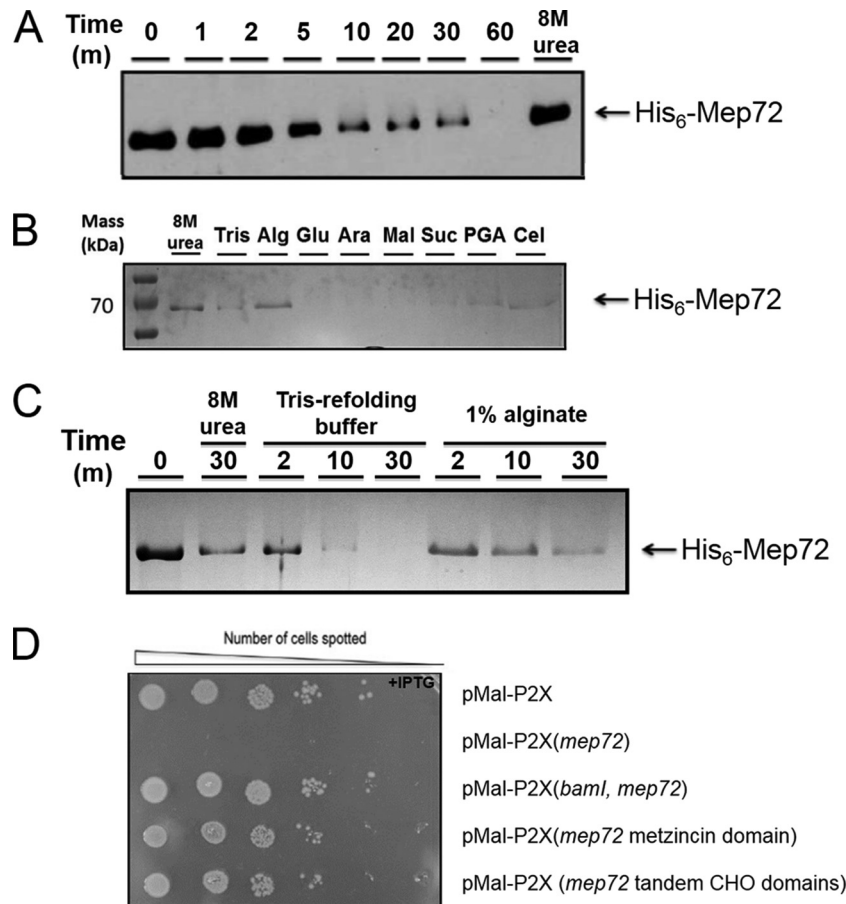 A
Time
(m)
0 1 2 5 10 20 30 60 8M
urea
← His₆-Mep72
B
Mass
(kDa)
8M
urea
Tris Alg Glu Ara Mal Suc PGA Cel
70
← His₆-Mep72
C
Time
(m)
8M
urea
Tris-refolding
buffer
1% alginate
0 30 2 10 30 2 10 30
← His₆-Mep72
D
Number of cells spotted
+IPTG
pMal-P2X
pMal-P2X(mep72)
pMal-P2X(bamI, mep72)
pMal-P2X(mep72 metzincin domain)
pMal-P2X (mep72 tandem CHO domains)